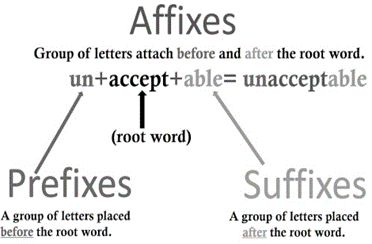 Affixes
Group of letters attach before and after the root word.
un+accept+able= unacceptable
(root word)
Prefixes
A group of letters placed
before the root word.
Suffixes
A group of letters placed
after the root word.